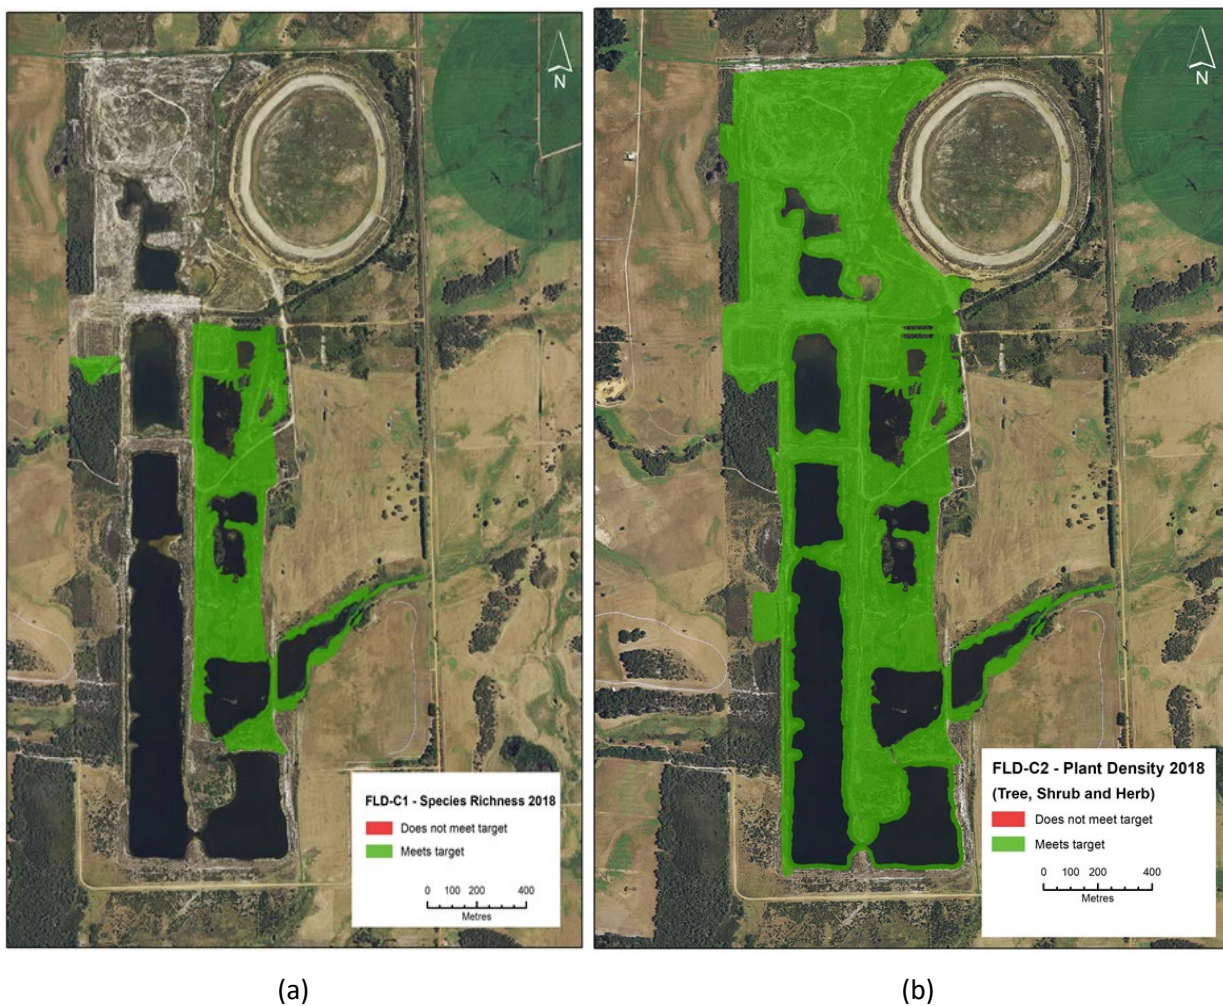 N
FLD-C1 - Species Richness 2018
Does not meet target
Meets target
0 100 200 400
Metres
N
FLD-C2 - Plant Density 2018
(Tree, Shrub and Herb)
Does not meet target
Meets target
0 100 200 400
Metres
(a)
(b)